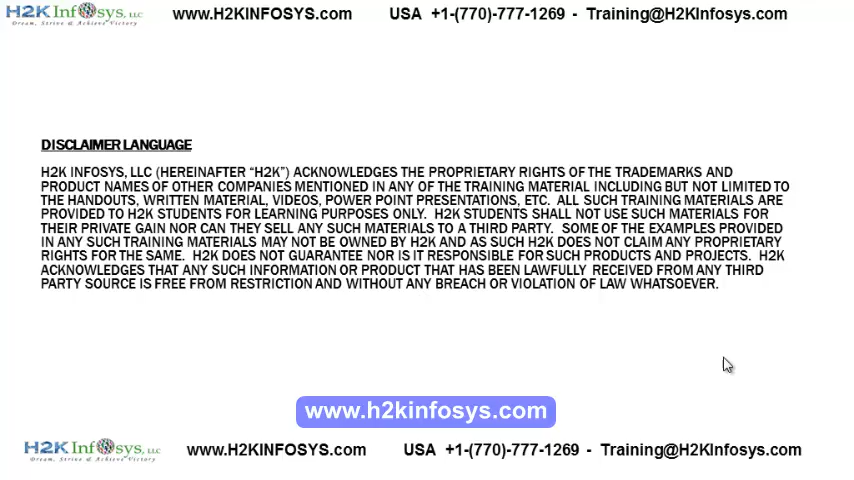 H2K Infosys, LLC www.H2KINFOSYS.com USA +1-(770)-777-1269 - Training@H2KInfosys.com
Dream, Strive & Achieve Victory
DISCLAIMER LANGUAGE
H2K INFOSYS, LLC (HEREINAFTER “H2K”) ACKNOWLEDGES THE PROPRIETARY RIGHTS OF THE TRADEMARKS AND
PRODUCT NAMES OF OTHER COMPANIES MENTIONED IN ANY OF THE TRAINING MATERIAL INCLUDING BUT NOT LIMITED TO
THE HANDOUTS, WRITTEN MATERIAL, VIDEOS, POWER POINT PRESENTATIONS, ETC. ALL SUCH TRAINING MATERIALS ARE
PROVIDED TO H2K STUDENTS FOR LEARNING PURPOSES ONLY. H2K STUDENTS SHALL NOT USE SUCH MATERIALS FOR
THEIR PRIVATE GAIN NOR CAN THEY SELL ANY SUCH MATERIALS TO A THIRD PARTY. SOME OF THE EXAMPLES PROVIDED
IN ANY SUCH TRAINING MATERIALS MAY NOT BE OWNED BY H2K AND AS SUCH H2K DOES NOT CLAIM ANY PROPRIETARY
RIGHTS FOR THE SAME. H2K DOES NOT GUARANTEE NOR IS IT RESPONSIBLE FOR SUCH PRODUCTS AND PROJECTS. H2K
ACKNOWLEDGES THAT ANY SUCH INFORMATION OR PRODUCT THAT HAS BEEN LAWFULLY RECEIVED FROM ANY THIRD
PARTY SOURCE IS FREE FROM RESTRICTION AND WITHOUT ANY BREACH OR VIOLATION OF LAW WHATSOEVER.
www.h2kinfosys.com
H2K Infosys, LLC www.H2KINFOSYS.com USA +1-(770)-777-1269 - Training@H2KInfosys.com
Dream, Strive & Achieve Victory